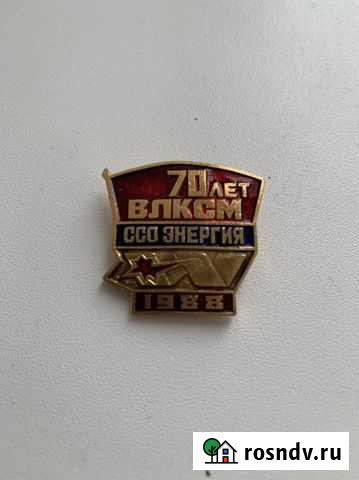 70 ЛЕТ
ВЛКСМ
ССО ЭНЕРГИЯ
1988
rosndv.ru